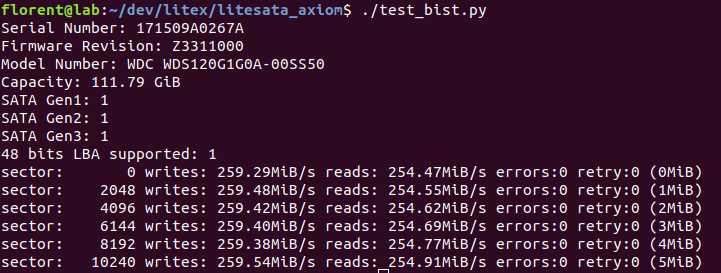 florent@lab:~/dev/litex/litesata_axiom$ ./test_bist.py
Serial Number: 171509A0267A
Firmware Revision: Z3311000
Model Number: WDC WDS120G1G0A-00SS50
Capacity: 111.79 GiB
SATA Gen1: 1
SATA Gen2: 1
SATA Gen3: 1
48 bits LBA supported: 1
sector:       0 writes: 259.29MiB/s reads: 254.47MiB/s errors:0 retry:0 (0MiB)
sector:    2048 writes: 259.48MiB/s reads: 254.55MiB/s errors:0 retry:0 (1MiB)
sector:    4096 writes: 259.42MiB/s reads: 254.62MiB/s errors:0 retry:0 (2MiB)
sector:    6144 writes: 259.40MiB/s reads: 254.69MiB/s errors:0 retry:0 (3MiB)
sector:    8192 writes: 259.38MiB/s reads: 254.77MiB/s errors:0 retry:0 (4MiB)
sector:   10240 writes: 259.54MiB/s reads: 254.91MiB/s errors:0 retry:0 (5MiB)